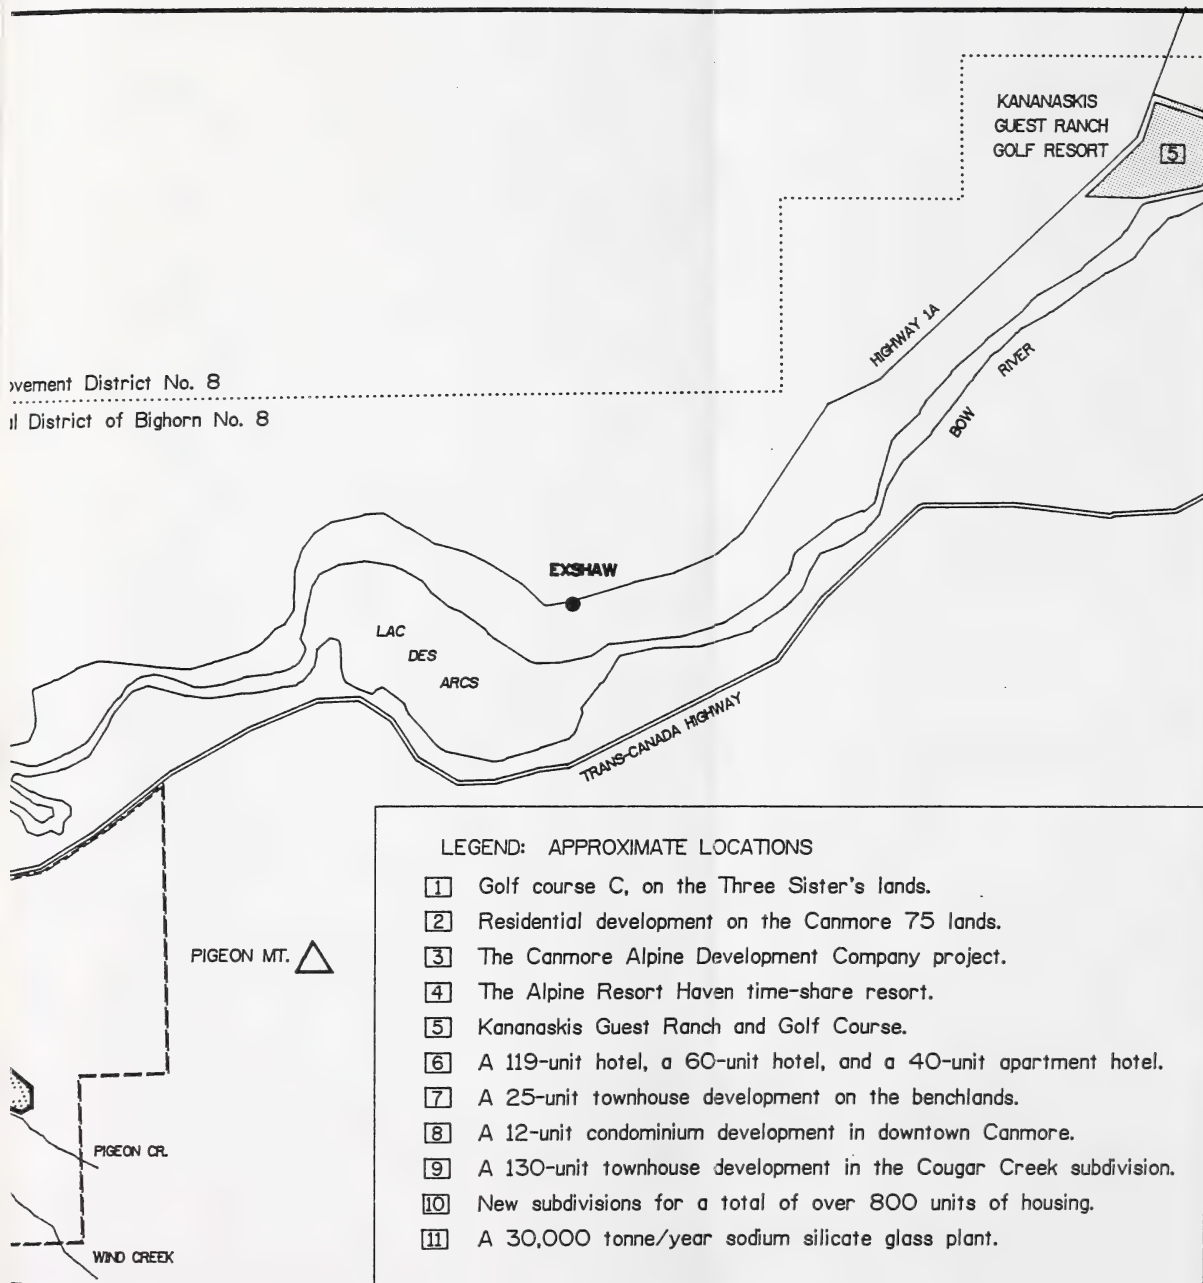 KANANASKIS
GUEST RANCH
GOLF RESORT
5
HIGHWAY 1A
RIVER
BOW
ovement District No. 8
al District of Bighorn No. 8
EXSHAW
LAC
DES
ARCS
TRANS-CANADA HIGHWAY
LEGEND: APPROXIMATE LOCATIONS
1 Golf course C, on the Three Sister's lands.
2 Residential development on the Canmore 75 lands.
3 The Canmore Alpine Development Company project.
4 The Alpine Resort Haven time-share resort.
5 Kananaskis Guest Ranch and Golf Course.
6 A 119-unit hotel, a 60-unit hotel, and a 40-unit apartment hotel.
7 A 25-unit townhouse development on the benchlands.
8 A 12-unit condominium development in downtown Canmore.
9 A 130-unit townhouse development in the Cougar Creek subdivision.
10 New subdivisions for a total of over 800 units of housing.
11 A 30,000 tonne/year sodium silicate glass plant.
PIGEON MT.
PIGEON CR.
WIND CREEK